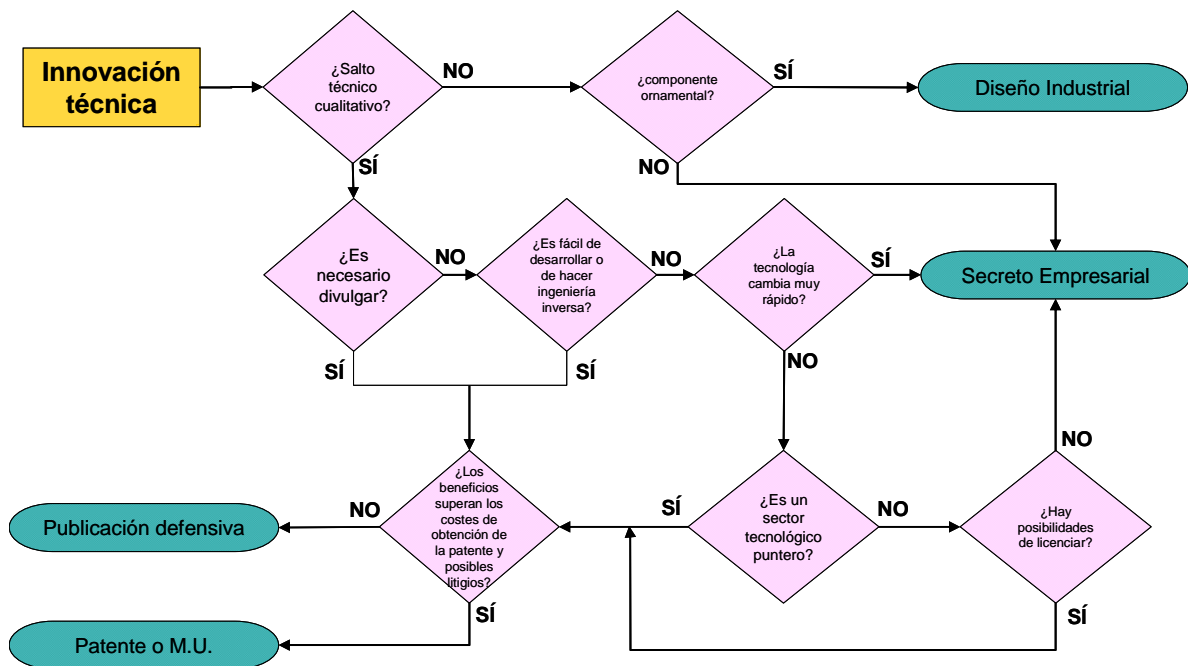 Innovación
técnica
¿Salto
técnico
cualitativo?
NO
¿componente
ornamental?
SÍ
Diseño Industrial
SÍ
NO
¿Es
necesario
divulgar?
NO
¿Es fácil de
desarrollar o
de hacer
ingeniería
inversa?
NO
¿La
tecnología
cambia muy
rápido?
SÍ
Secreto Empresarial
SÍ
SÍ
NO
NO
¿Los
beneficios
superan los
costes de
obtención de
la patente y
posibles
litigios?
NO
Publicación defensiva
SÍ
¿Es un
sector
tecnológico
puntero?
NO
¿Hay
posibilidades
de licenciar?
SÍ
SÍ
Patente o M.U.